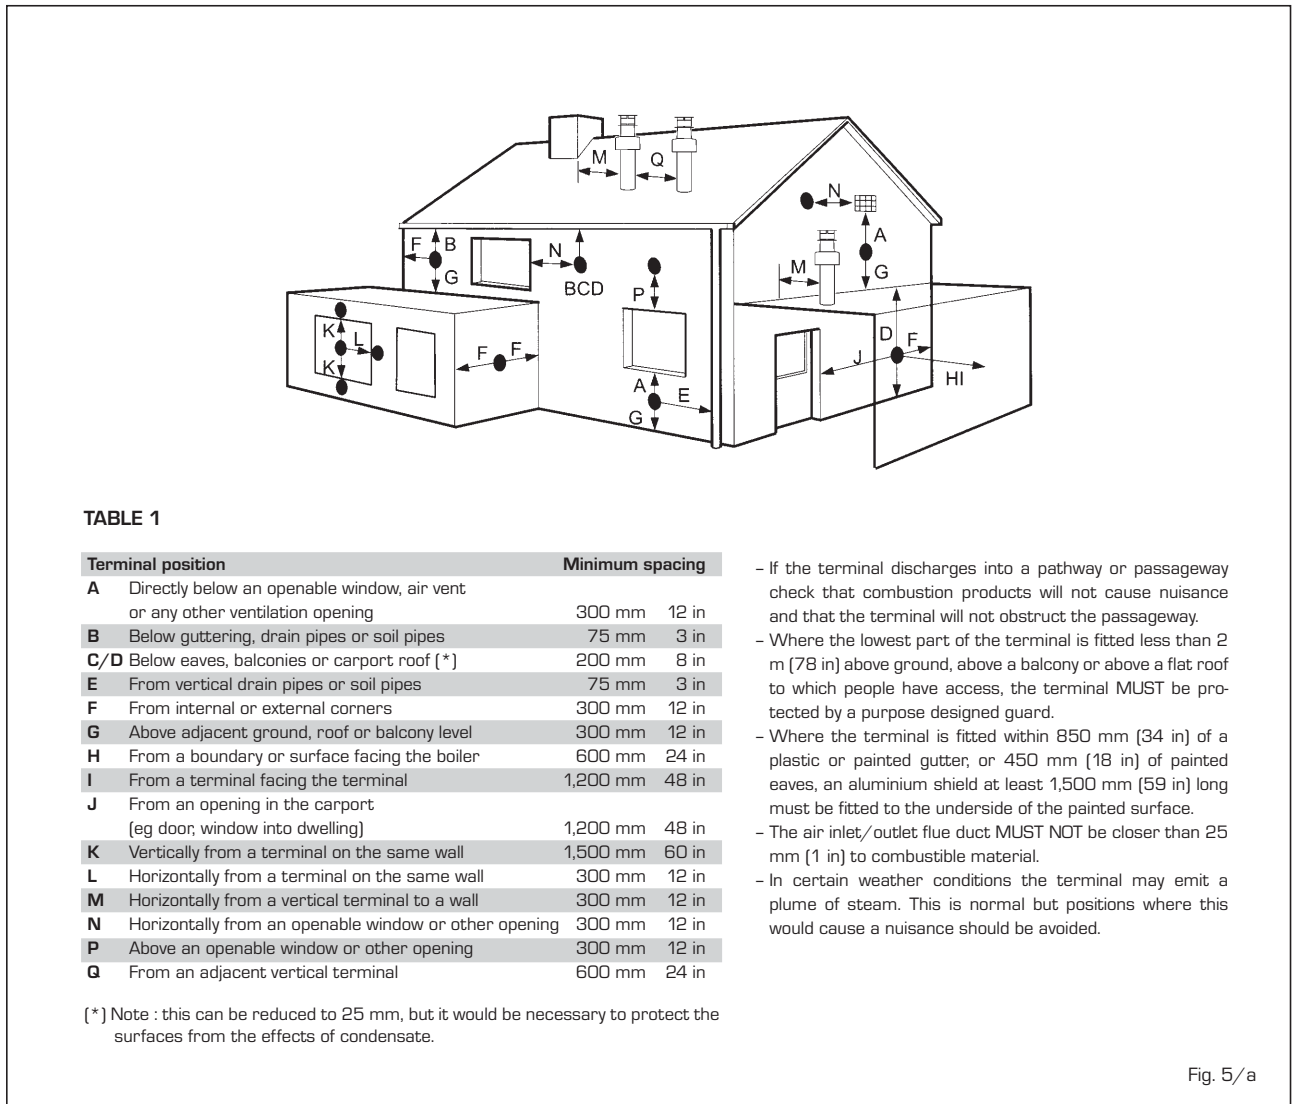 M
Q
N
F
B
A
N
G
M
G
BCD
P
K
D
L
F
F
F
J
K
HI
A
E
G
TABLE 1
Terminal position Minimum spacing
A Directly below an openable window, air vent
or any other ventilation opening 300 mm 12 in
B Below guttering, drain pipes or soil pipes 75 mm 3 in
C/D Below eaves, balconies or carport roof (*) 200 mm 8 in
E From vertical drain pipes or soil pipes 75 mm 3 in
F From internal or external corners 300 mm 12 in
G Above adjacent ground, roof or balcony level 300 mm 12 in
H From a boundary or surface facing the boiler 600 mm 24 in
I From a terminal facing the terminal 1,200 mm 48 in
J From an opening in the carport
(eg door, window into dwelling) 1,200 mm 48 in
K Vertically from a terminal on the same wall 1,500 mm 60 in
L Horizontally from a terminal on the same wall 300 mm 12 in
M Horizontally from a vertical terminal to a wall 300 mm 12 in
N Horizontally from an openable window or other opening 300 mm 12 in
P Above an openable window or other opening 300 mm 12 in
Q From an adjacent vertical terminal 600 mm 24 in
(*) Note : this can be reduced to 25 mm, but it would be necessary to protect the
surfaces from the effects of condensate.
– If the terminal discharges into a pathway or passageway
check that combustion products will not cause nuisance
and that the terminal will not obstruct the passageway.
– Where the lowest part of the terminal is fitted less than 2
m (78 in) above ground, above a balcony or above a flat roof
to which people have access, the terminal MUST be pro-
tected by a purpose designed guard.
– Where the terminal is fitted within 850 mm (34 in) of a
plastic or painted gutter, or 450 mm (18 in) of painted
eaves, an aluminium shield at least 1,500 mm (59 in) long
must be fitted to the underside of the painted surface.
– The air inlet/outlet flue duct MUST NOT be closer than 25
mm (1 in) to combustible material.
– In certain weather conditions the terminal may emit a
plume of steam. This is normal but positions where this
would cause a nuisance should be avoided.
Fig. 5/a